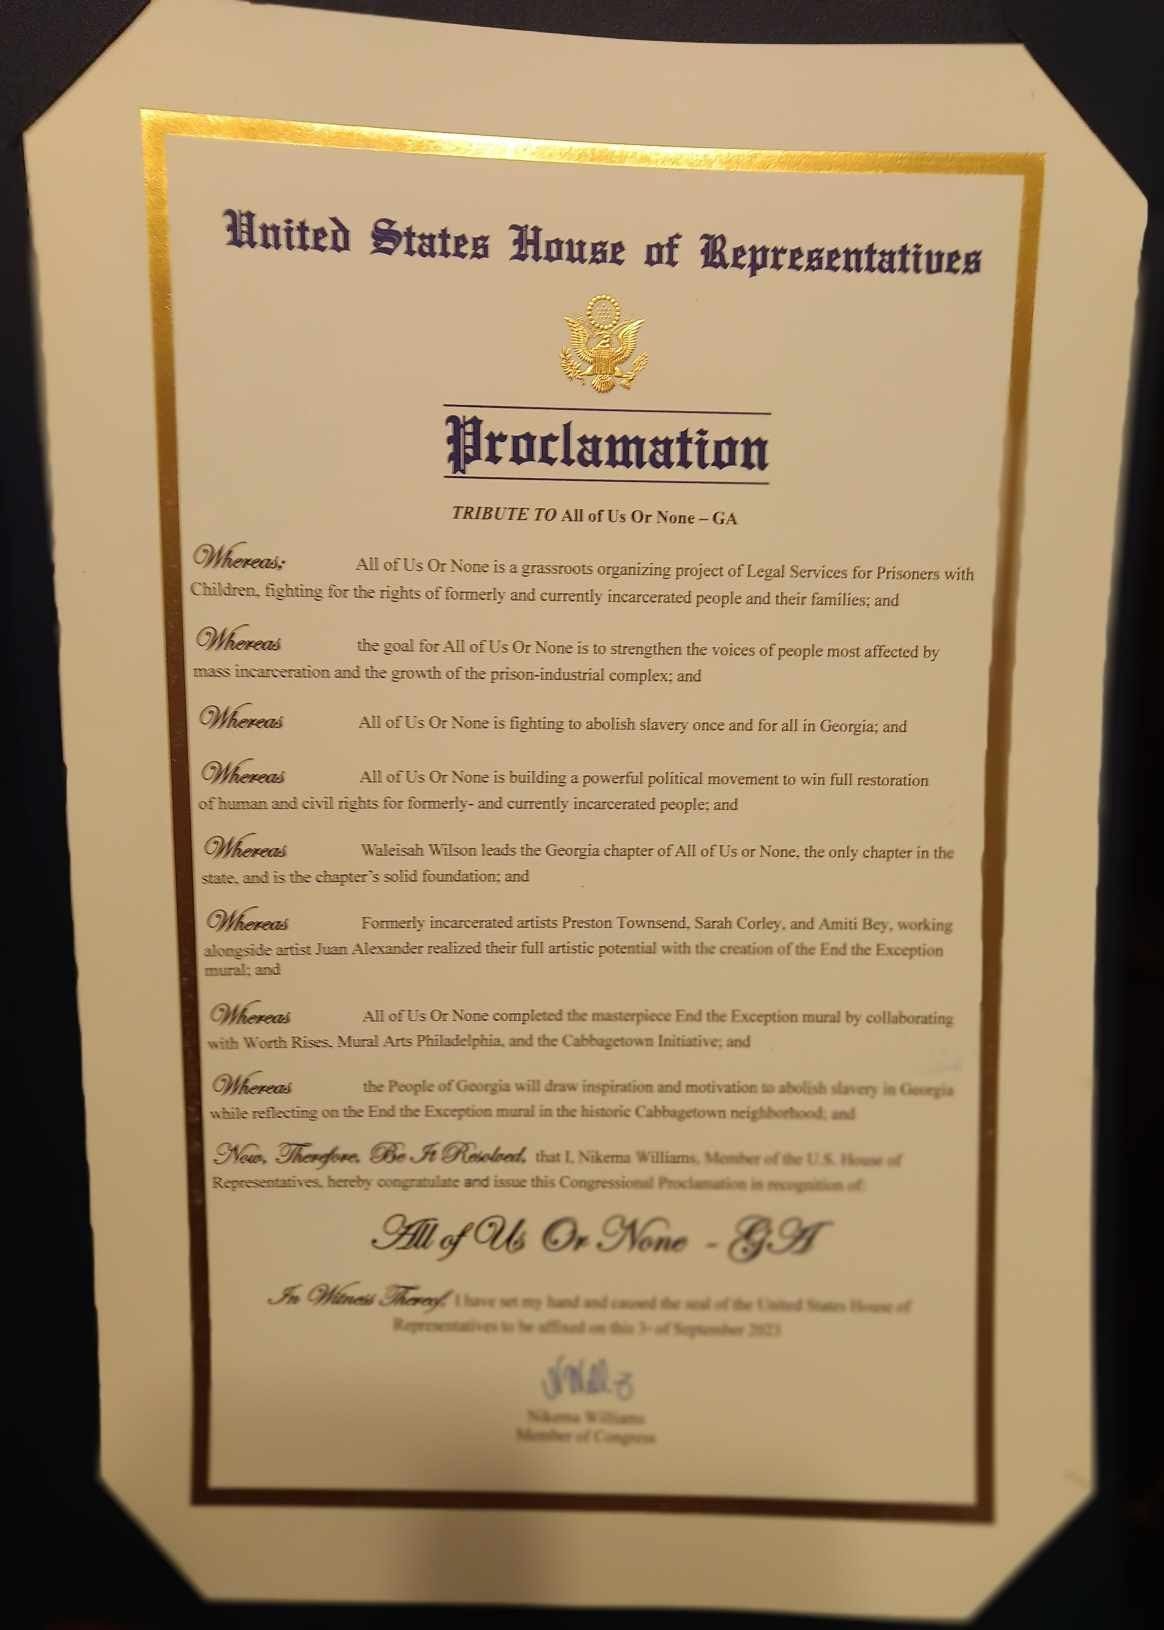 United States House of Representatives
Proclamation
TRIBUTE TO All of Us Or None – GA
Whereas; All of Us Or None is a grassroots organizing project of Legal Services for Prisoners with
Children, fighting for the rights of formerly and currently incarcerated people and their families; and
Whereas the goal for All of Us Or None is to strengthen the voices of people most affected by
mass incarceration and the growth of the prison-industrial complex; and
Whereas All of Us Or None is fighting to abolish slavery once and for all in Georgia; and
Whereas All of Us Or None is building a powerful political movement to win full restoration
of human and civil rights for formerly- and currently incarcerated people; and
Whereas Waleisah Wilson leads the Georgia chapter of All of Us or None, the only chapter in the
state, and is the chapter's solid foundation; and
Whereas Formerly incarcerated artists Preston Townsend, Sarah Corley, and Amiti Bey, working
alongside artist Juan Alexander realized their full artistic potential with the creation of the End the Exception
mural; and
Whereas All of Us Or None completed the masterpiece End the Exception mural by collaborating
with Worth Rises, Mural Arts Philadelphia, and the Cabbagetown Initiative; and
Whereas the People of Georgia will draw inspiration and motivation to abolish slavery in Georgia
while reflecting on the End the Exception mural in the historic Cabbagetown neighborhood; and
Now, Therefore, Be It Resolved, that I, Nikema Williams, Member of the U.S. House of
Representatives, hereby congratulate and issue this Congressional Proclamation in recognition of:
All of Us Or None - GA
In Witness Thereof, I have set my hand and caused the seal of the United States House of
Representatives to be affixed on this of September 2023
Nikema Williams
Member of Congress